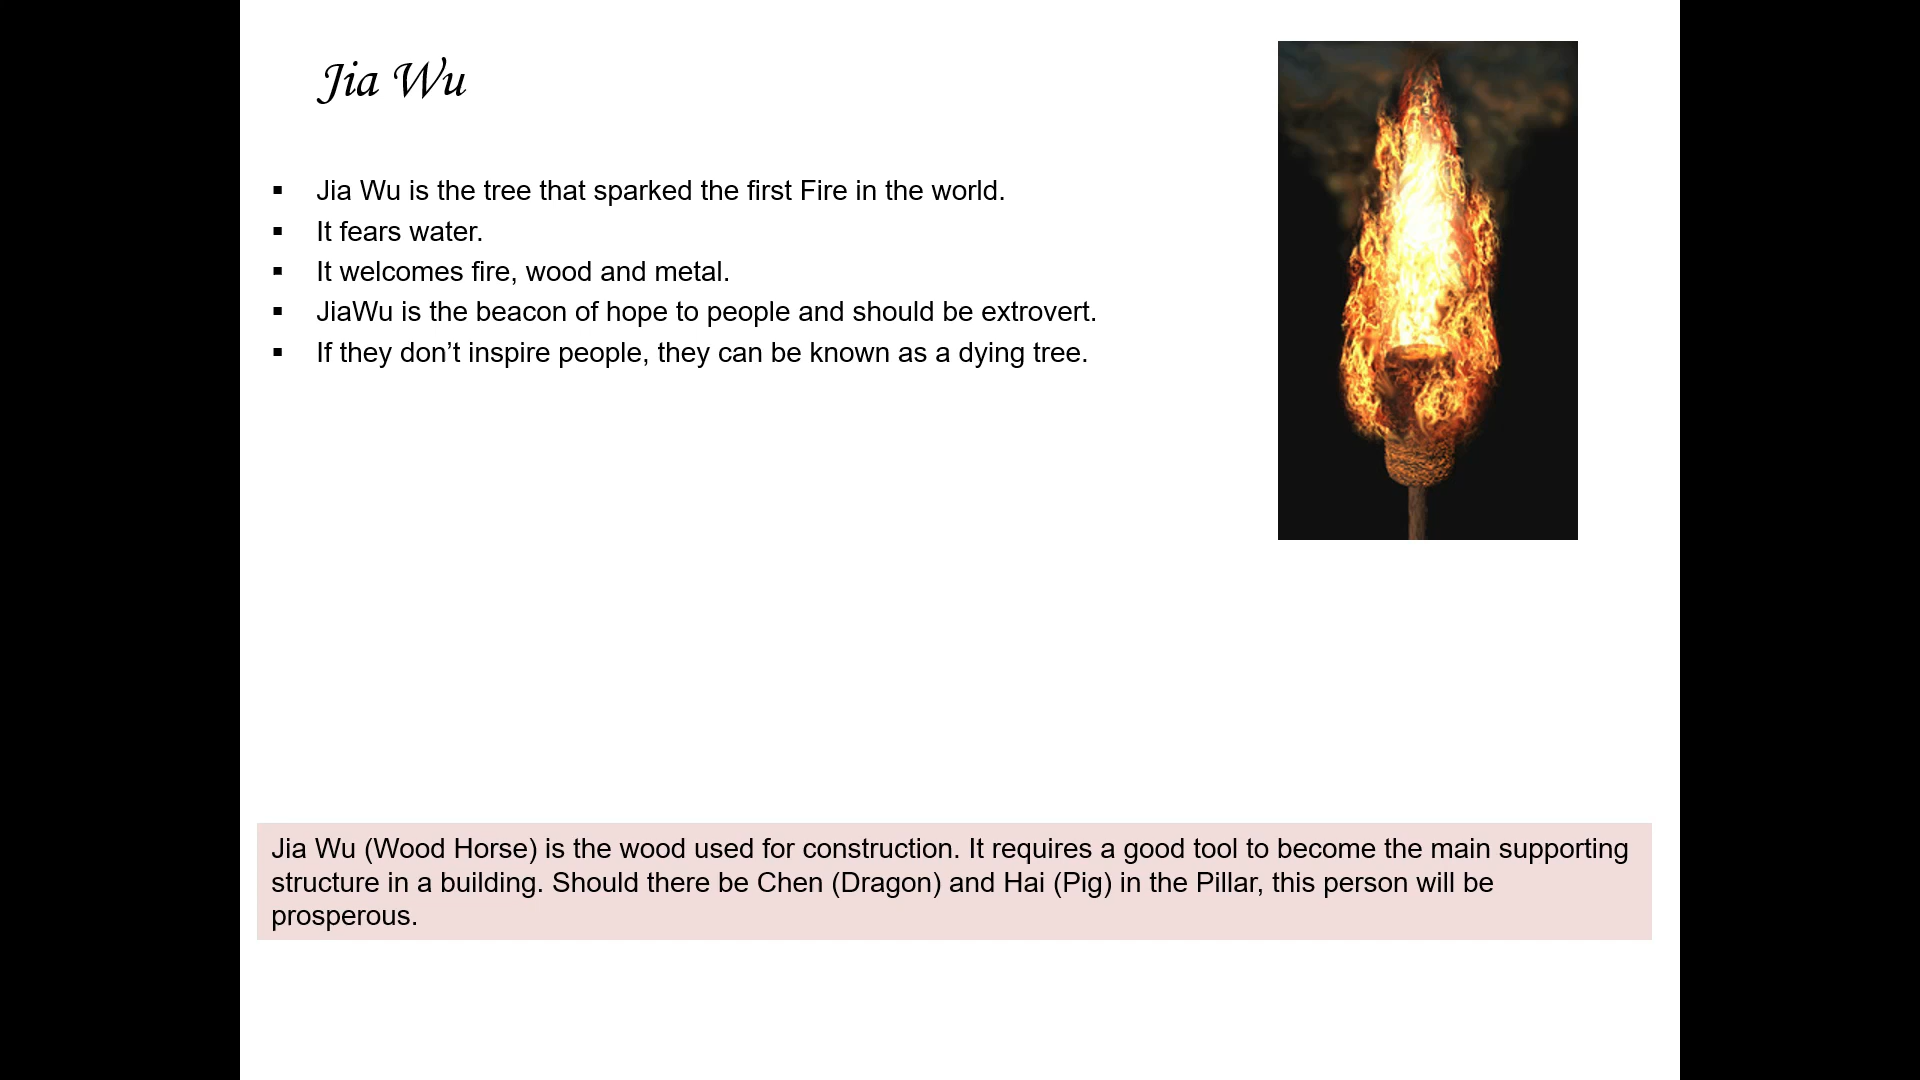 Jia Wu
▪ Jia Wu is the tree that sparked the first Fire in the world.
▪ It fears water.
▪ It welcomes fire, wood and metal.
▪ JiaWu is the beacon of hope to people and should be extrovert.
▪ If they don’t inspire people, they can be known as a dying tree.
Jia Wu (Wood Horse) is the wood used for construction. It requires a good tool to become the main supporting
structure in a building. Should there be Chen (Dragon) and Hai (Pig) in the Pillar, this person will be
prosperous.